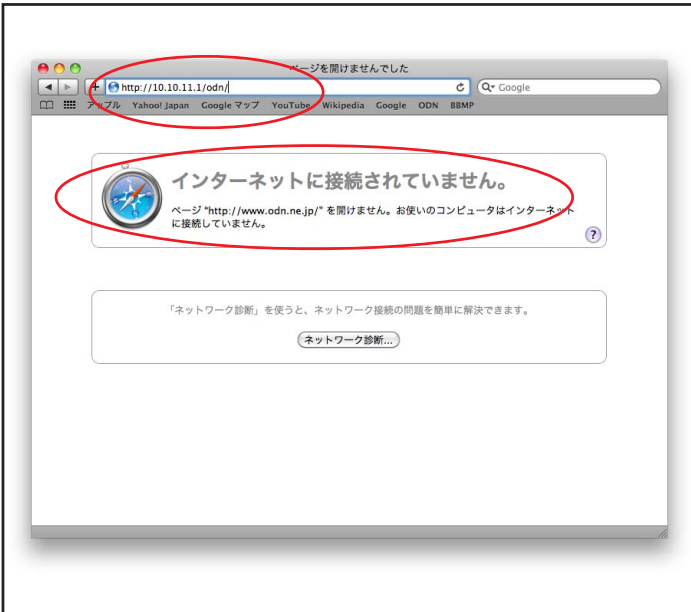 ページを開けませんでした
http://10.10.11.1/odn/
Google
アップル Yahoo! Japan Google マップ YouTube Wikipedia Google ODN BBMP
インターネットに接続されていません。
ページ "http://www.odn.ne.jp/" を開けません。お使いのコンピュータはインターネット
に接続していません。
?
「ネットワーク診断」を使うと、ネットワーク接続の問題を簡単に解決できます。
ネットワーク診断...